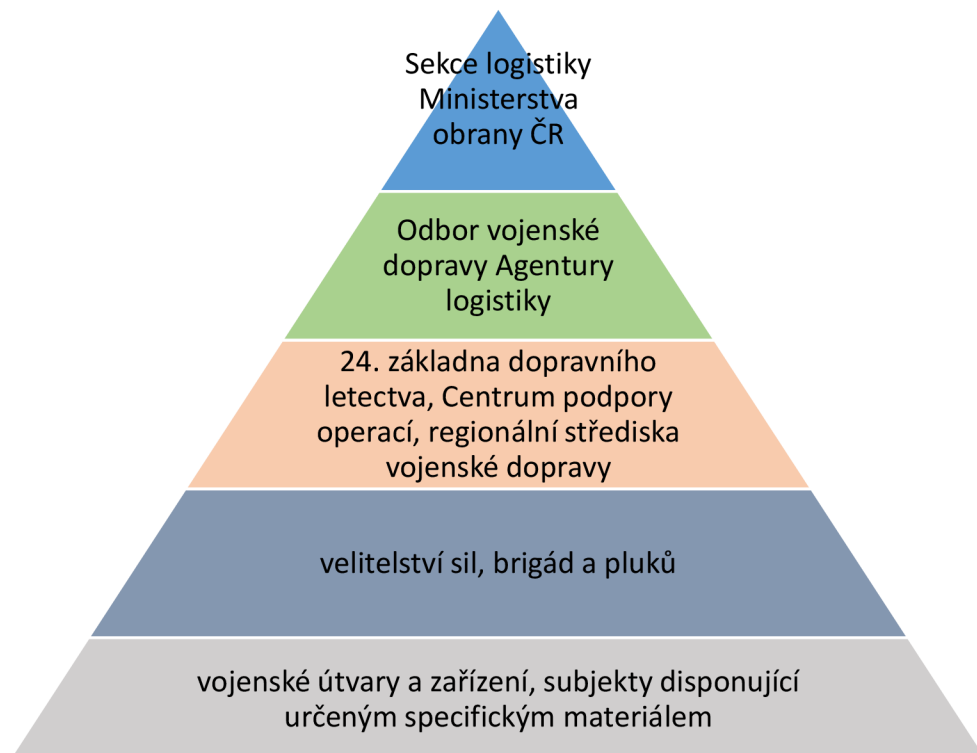 Sekce logistiky
Ministerstva
obrany ČR
Odbor vojenské
dopravy Agentury
logistiky
24. základna dopravního
letectva, Centrum podpory
operací, regionální střediska
vojenské dopravy
velitelství sil, brigád a pluků
vojenské útvary a zařízení, subjekty disponující
určeným specifickým materiálem